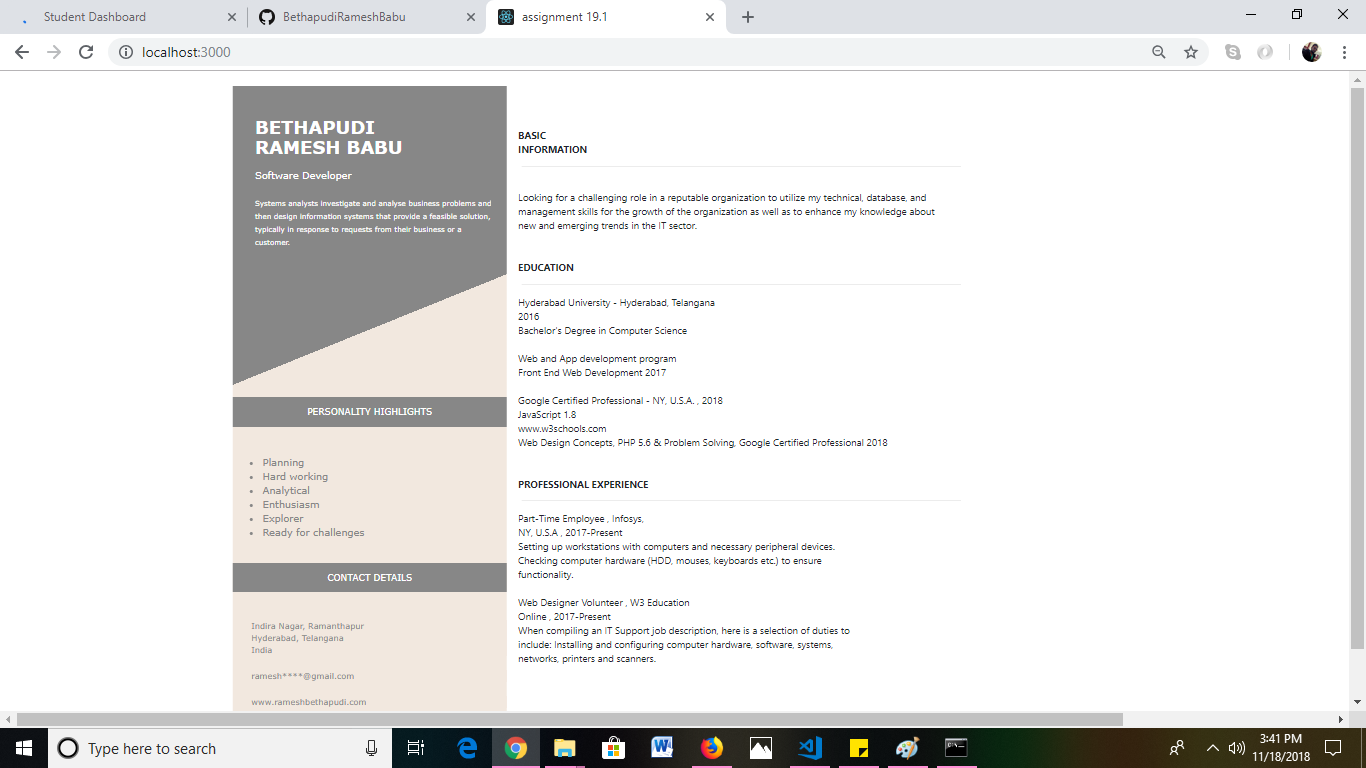 Student Dashboard
BethapudiRameshBabu
assignment 19.1
localhost:3000
BETHAPUDI
RAMESH BABU
Software Developer
Systems analysts investigate and analyse business problems and
then design information systems that provide a feasible solution,
typically in response to requests from their business or a
customer.
PERSONALITY HIGHLIGHTS
Planning
Hard working
Analytical
Enthusiasm
Explorer
Ready for challenges
CONTACT DETAILS
Indira Nagar, Ramanthapur
Hyderabad, Telangana
India
ramesh****@gmail.com
www.rameshbethapudi.com
BASIC
INFORMATION
Looking for a challenging role in a reputable organization to utilize my technical, database, and
management skills for the growth of the organization as well as to enhance my knowledge about
new and emerging trends in the IT sector.
EDUCATION
Hyderabad University - Hyderabad, Telangana
2016
Bachelor's Degree in Computer Science
Web and App development program
Front End Web Development 2017
Google Certified Professional - NY, U.S.A. , 2018
JavaScript 1.8
www.w3schools.com
Web Design Concepts, PHP 5.6 & Problem Solving, Google Certified Professional 2018
PROFESSIONAL EXPERIENCE
Part-Time Employee , Infosys,
NY, U.S.A , 2017-Present
Setting up workstations with computers and necessary peripheral devices.
Checking computer hardware (HDD, mouses, keyboards etc.) to ensure
functionality.
Web Designer Volunteer , W3 Education
Online , 2017-Present
When compiling an IT Support job description, here is a selection of duties to
include: Installing and configuring computer hardware, software, systems,
networks, printers and scanners.
Type here to search
3:41 PM
11/18/2018